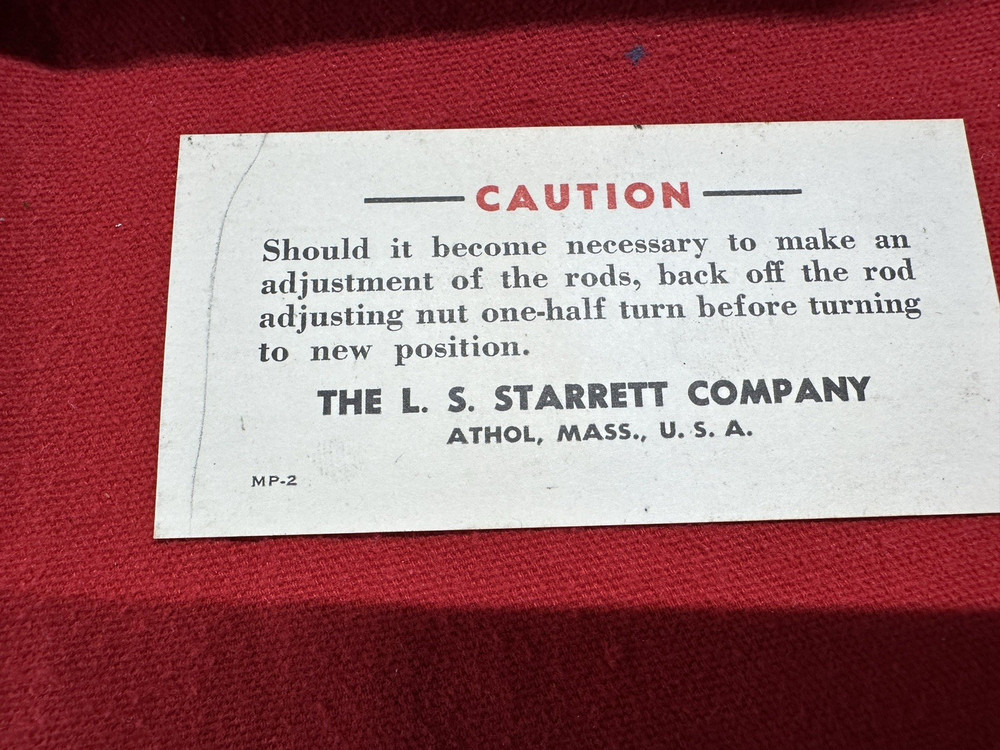 CAUTION
Should it become necessary to make an
adjustment of the rods, back off the rod
adjusting nut one-half turn before turning
to new position.
THE L. S. STARRETT COMPANY
ATHOL, MASS., U. S. A.
MP-2